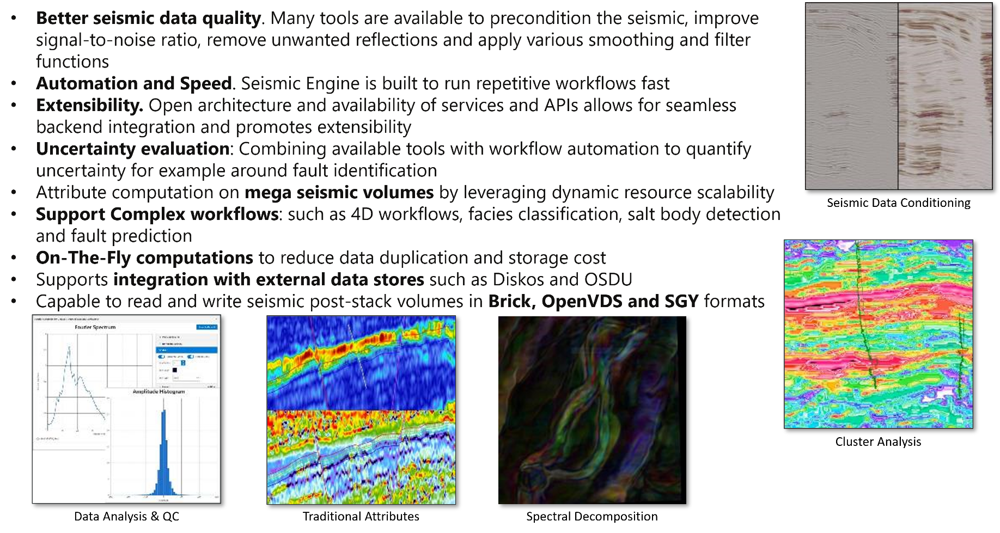 • Better seismic data quality. Many tools are available to precondition the seismic, improve
signal-to-noise ratio, remove unwanted reflections and apply various smoothing and filter
functions
• Automation and Speed. Seismic Engine is built to run repetitive workflows fast
• Extensibility. Open architecture and availability of services and APIs allows for seamless
backend integration and promotes extensibility
• Uncertainty evaluation: Combining available tools with workflow automation to quantify
uncertainty for example around fault identification
• Attribute computation on mega seismic volumes by leveraging dynamic resource scalability
• Support Complex workflows: such as 4D workflows, facies classification, salt body detection
and fault prediction
• On-The-Fly computations to reduce data duplication and storage cost
• Supports integration with external data stores such as Diskos and OSDU
• Capable to read and write seismic post-stack volumes in Brick, OpenVDS and SGY formats
Seismic Data Conditioning
Cluster Analysis
Fourier Spectrum
Amplitude Histogram
Data Analysis & QC
Traditional Attributes
Spectral Decomposition